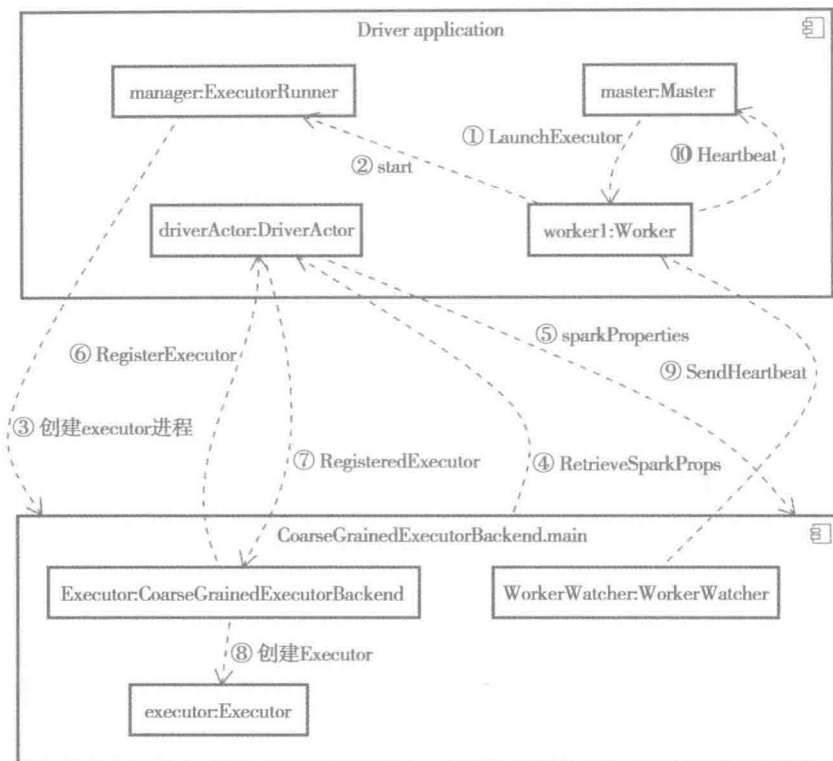 Driver application
manager:ExecutorRunner
master:Master
① LaunchExecutor
② start
⑩ Heartbeat
driverActor:DriverActor
worker1:Worker
⑤ sparkProperties
⑥ RegisterExecutor
⑨ SendHeartbeat
③ 创建executor进程
⑦ RegisteredExecutor
④ RetrieveSparkProps
CoarseGrainedExecutorBackend.main
Executor:CoarseGrainedExecutorBackend
WorkerWatcher:WorkerWatcher
⑧ 创建Executor
executor:Executor